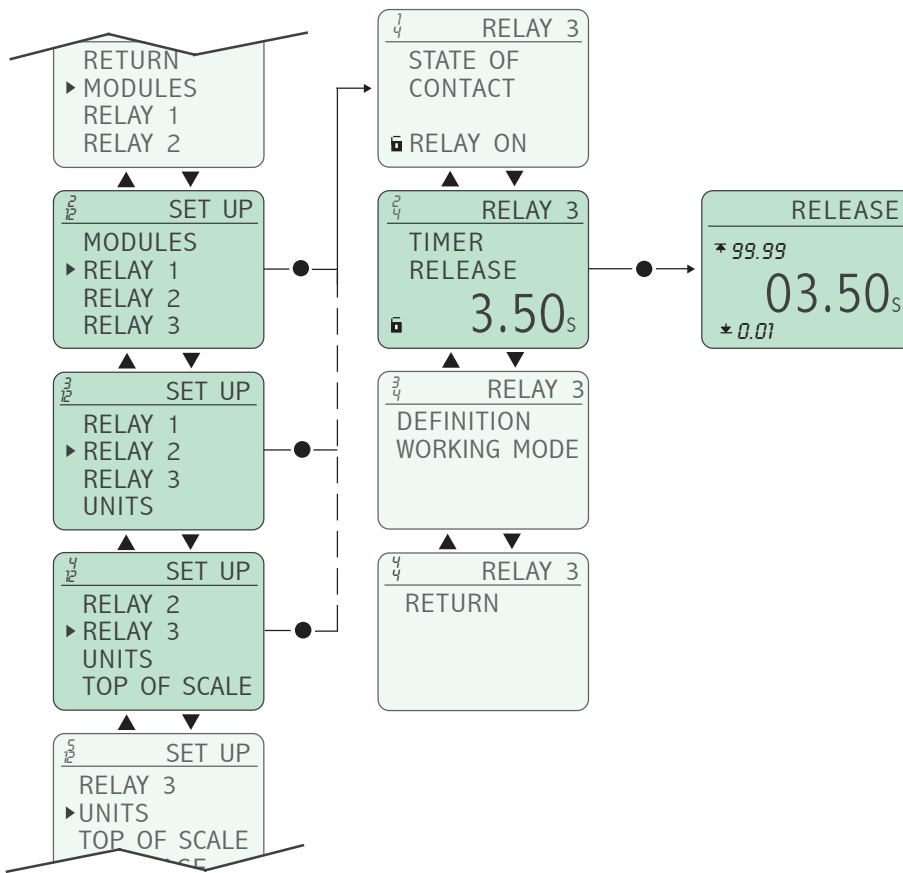 RETURN
▶ MODULES
RELAY 1
RELAY 2
2/12 SET UP
MODULES
▶ RELAY 1
RELAY 2
RELAY 3
3/12 SET UP
RELAY 1
▶ RELAY 2
RELAY 3
UNITS
4/12 SET UP
RELAY 2
▶ RELAY 3
UNITS
TOP OF SCALE
5/12 SET UP
RELAY 3
▶ UNITS
TOP OF SCALE
1/4 RELAY 3
STATE OF
CONTACT
RELAY ON
2/4 RELAY 3
TIMER
RELEASE
3.50s
3/4 RELAY 3
DEFINITION
WORKING MODE
4/4 RELAY 3
RETURN
RELEASE
99.99
03.50s
0.01